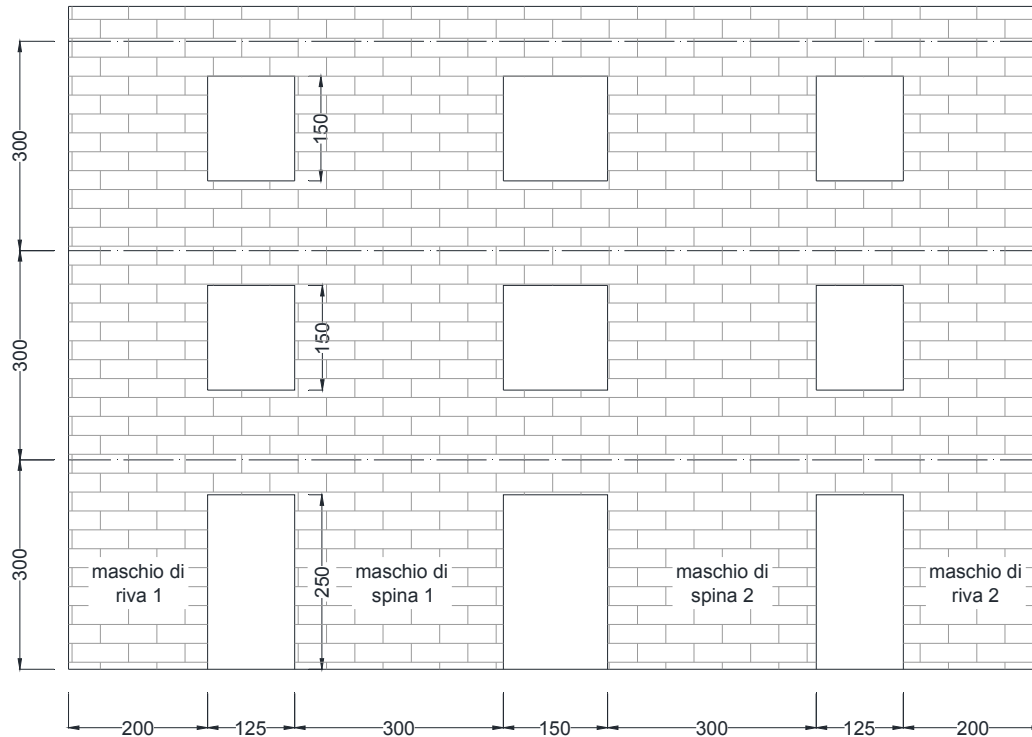 300
150
300
150
300
250
maschio di
riva 1
maschio di
spina 1
maschio di
spina 2
maschio di
riva 2
200
125
300
150
300
125
200